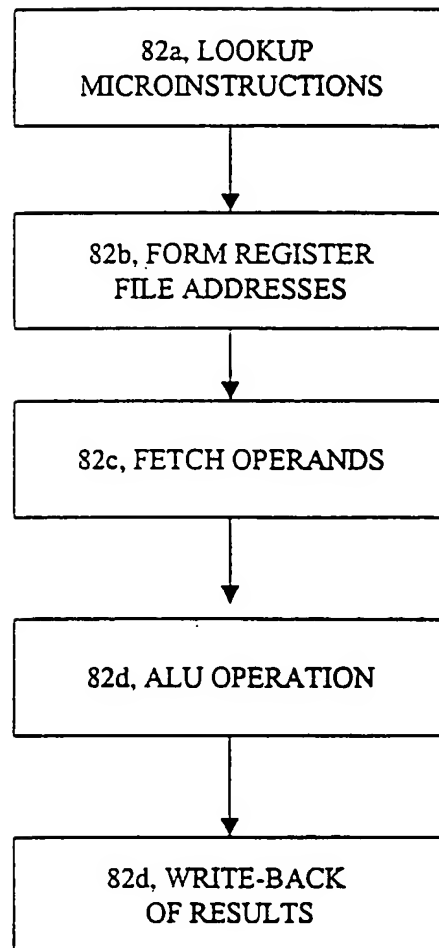 82a, LOOKUP
MICROINSTRUCTIONS
82b, FORM REGISTER
FILE ADDRESSES
82c, FETCH OPERANDS
82d, ALU OPERATION
82d, WRITE-BACK
OF RESULTS